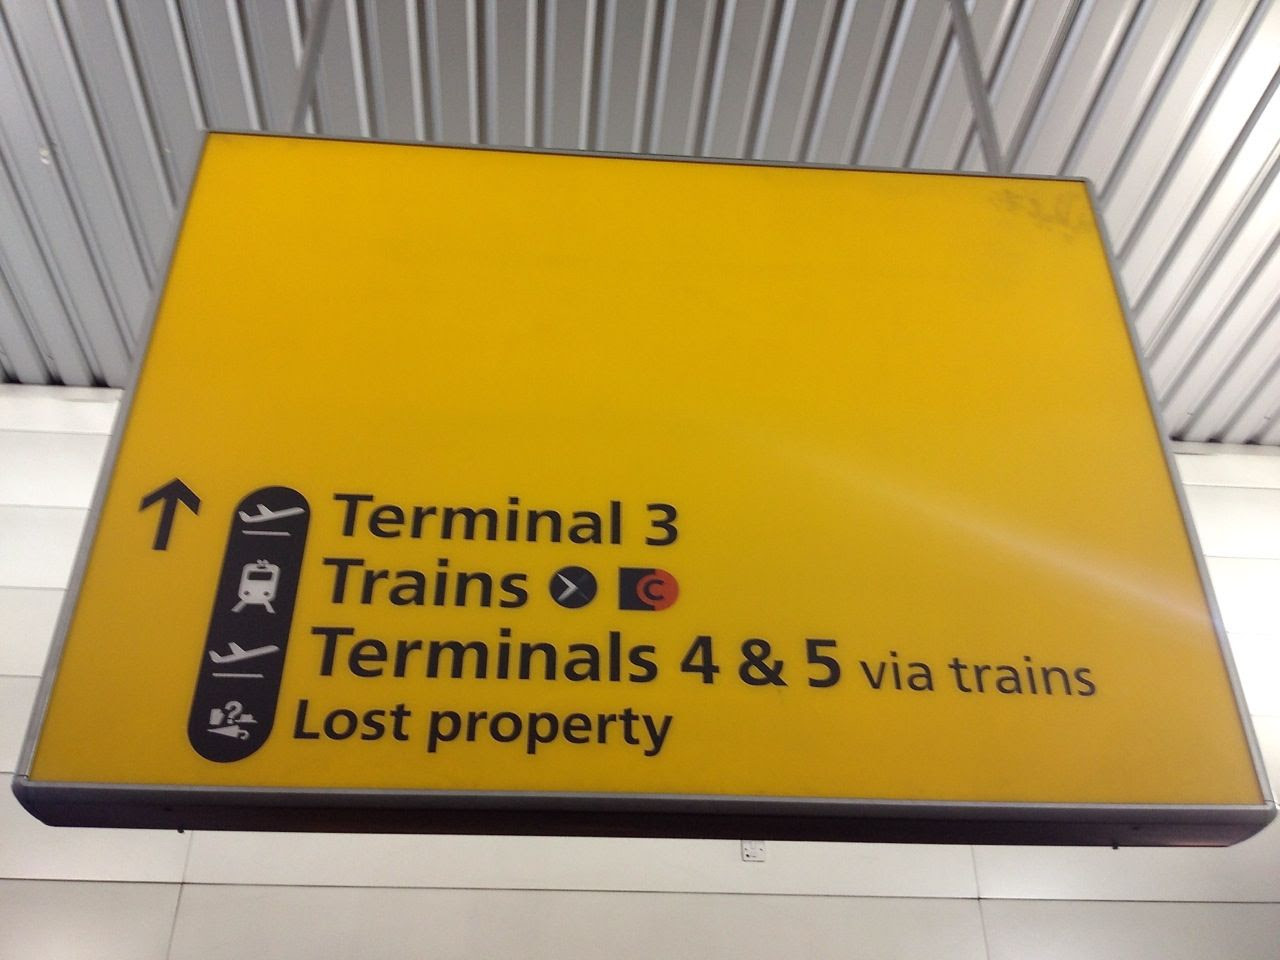 Terminal 3
Trains C
Terminals 4 & 5 via trains
Lost property